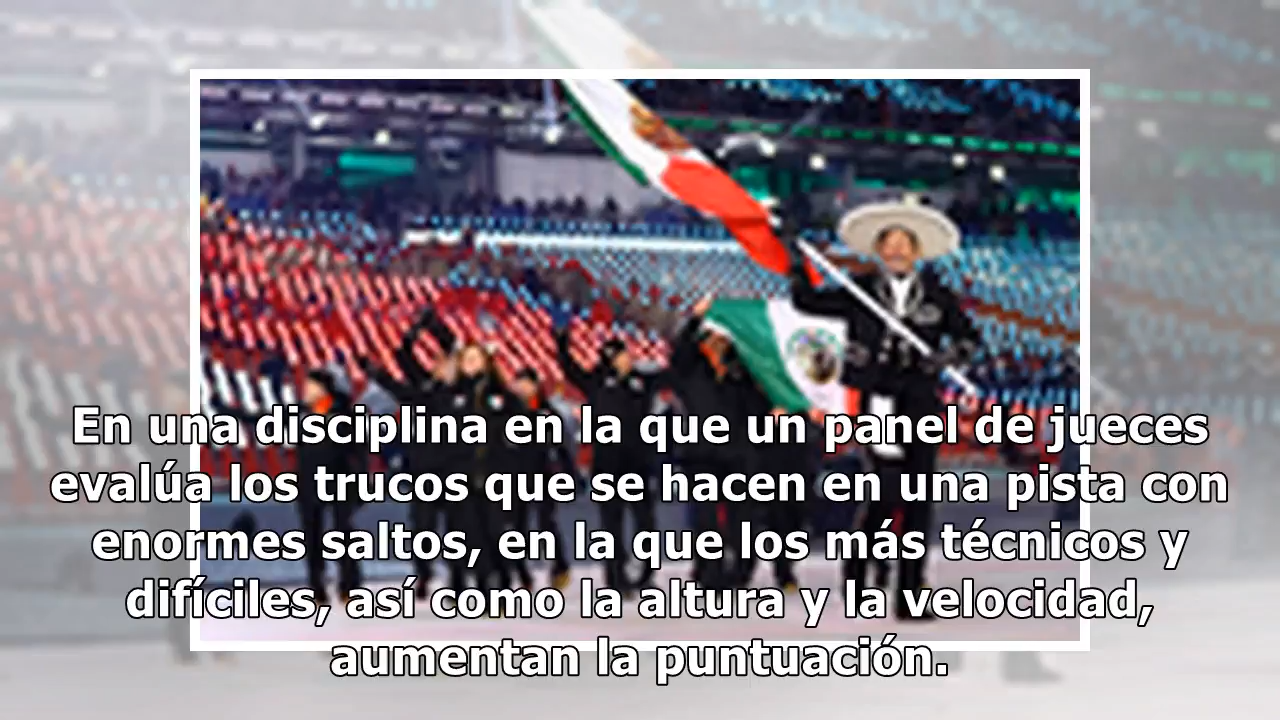 En una disciplina en la que un panel de jueces
evalúa los trucos que se hacen en una pista con
enormes saltos, en la que los más técnicos y
difíciles, así como la altura y la velocidad,
aumentan la puntuación.